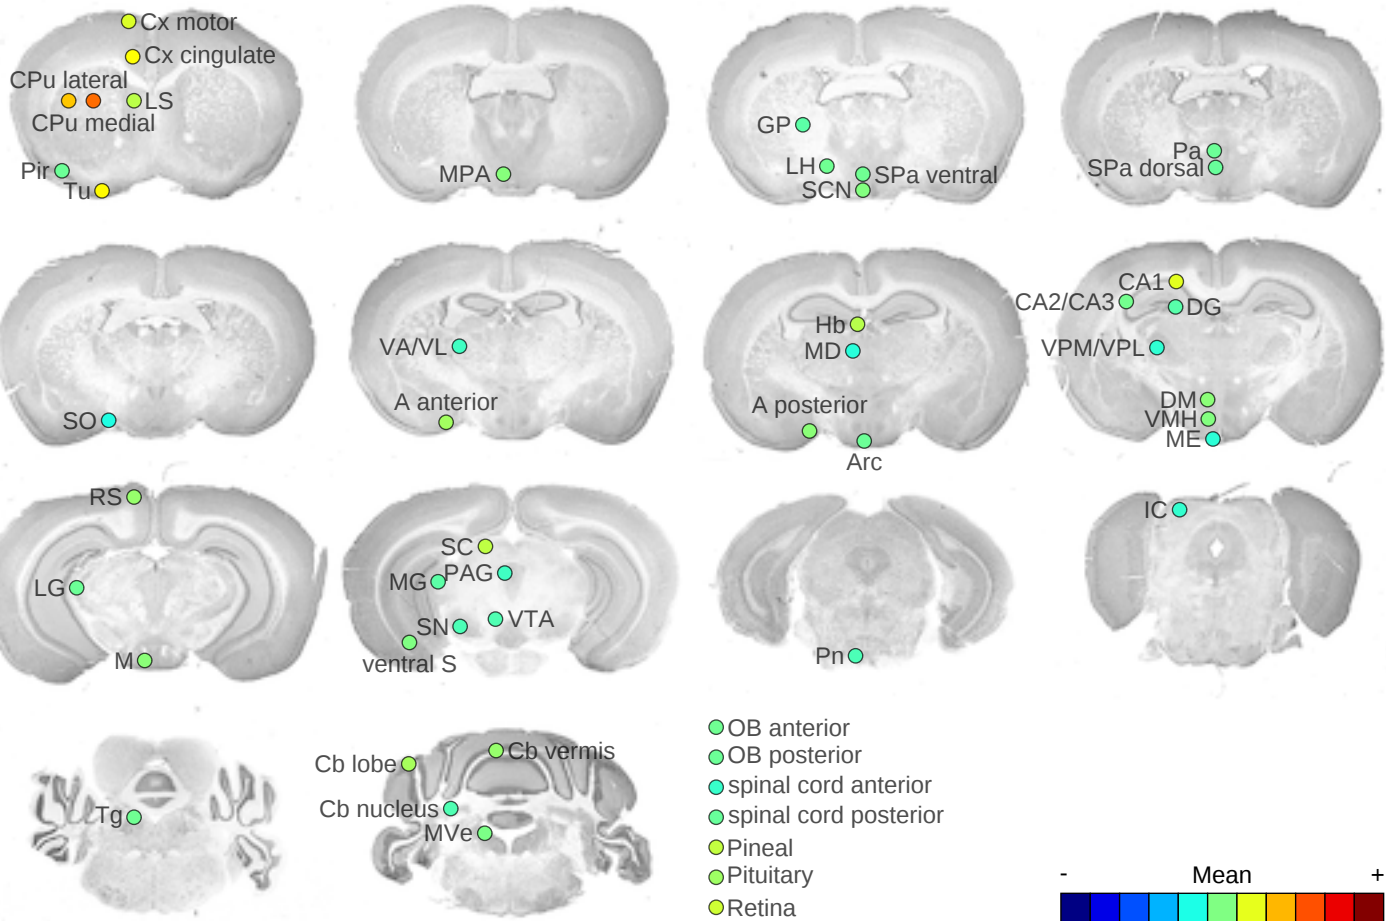 Cx motor
Cx cingulate
CPu lateral
LS
CPu medial
Pir
Tu
MPA
GP
LH
SPa ventral
SCN
Pa
SPa dorsal
SO
VA/VL
A anterior
Hb
MD
A posterior
Arc
CA1
CA2/CA3
DG
VPM/VPL
DM
VMH
ME
RS
LG
M
SC
MG
PAG
SN
VTA
ventral S
Pn
IC
Tg
Cb lobe
Cb vermis
Cb nucleus
MVe
OB anterior
OB posterior
spinal cord anterior
spinal cord posterior
Pineal
Pituitary
Retina
- Mean +